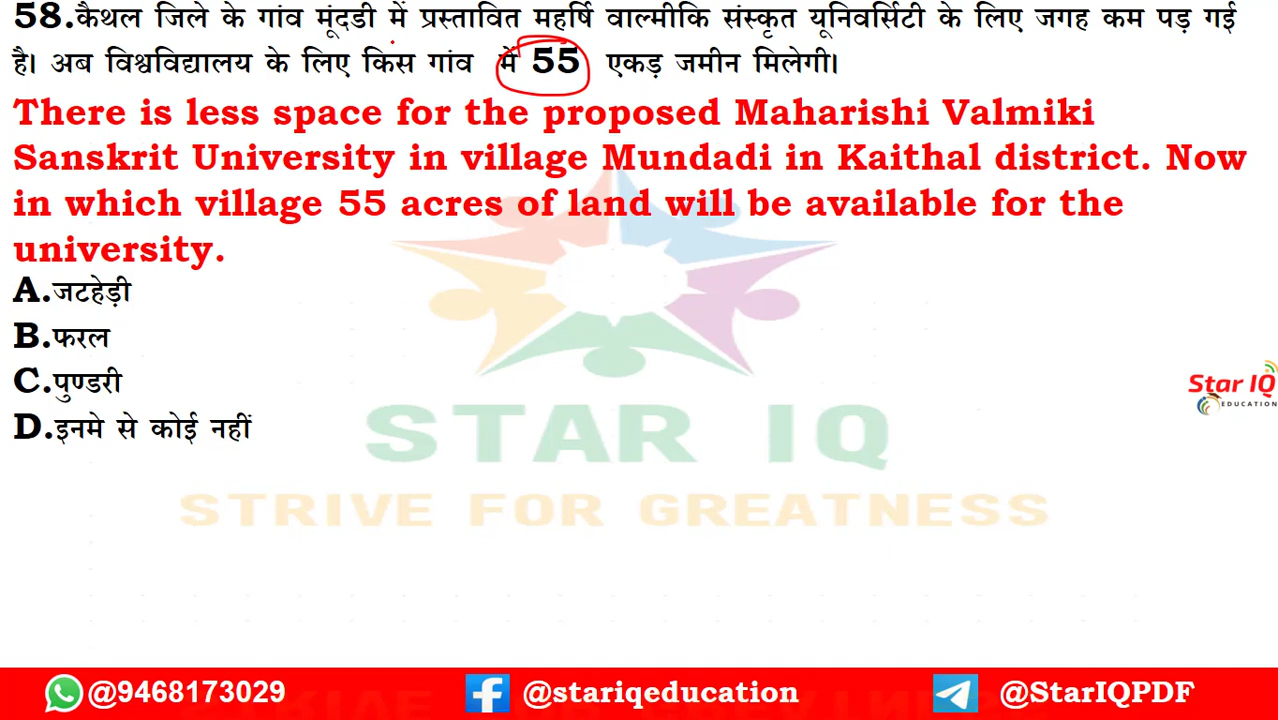 58.कैथल जिले के गांव मूंदडी में प्रस्तावित महर्षि वाल्मीकि संस्कृत यूनिवर्सिटी के लिए जगह कम पड़ गई
है। अब विश्वविद्यालय के लिए किस गांव में 55 एकड़ जमीन मिलेगी।
There is less space for the proposed Maharishi Valmiki
Sanskrit University in village Mundadi in Kaithal district. Now
in which village 55 acres of land will be available for the
university.
A.जटहेड़ी
B.फरल
C.पुण्डरी
D.इनमे से कोई नहीं
Star IQ
EDUCATION
STAR IQ
STRIVE FOR GREATNESS
@9468173029 @stariqeducation @StarIQPDF